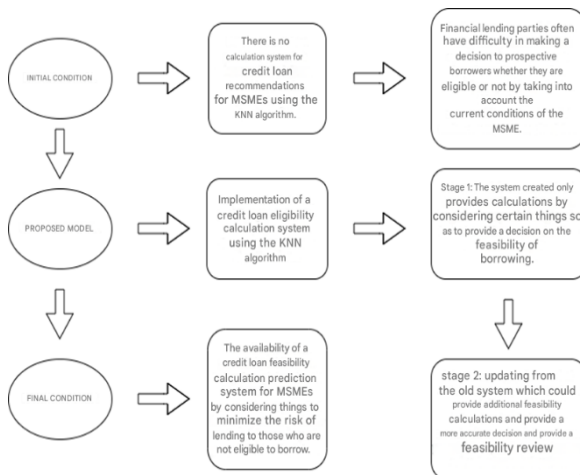 INITIAL CONDITION
There is no
calculation system for
credit loan
recommendations
for MSMEs using the
KNN algorithm.
Financial lending parties often
have difficulty in making a
decision to prospective
borrowers whether they are
eligible or not by taking into
account the
current conditions of the
MSME.
PROPOSED MODEL
Implementation of a
credit loan eligibility
calculation system
using the KNN
algorithm
Stage 1: The system created only
provides calculations by
considering certain things so
as to provide a decision on the
feasibility of
borrowing.
FINAL CONDITION
The availability of a
credit loan feasibility
calculation prediction
system for MSMEs
by considering things to
minimize the risk of
lending to those who are
not eligible to borrow.
stage 2: updating from
the old system which could
provide additional feasibility
calculations and provide a
more accurate decision and provide a
feasibility review